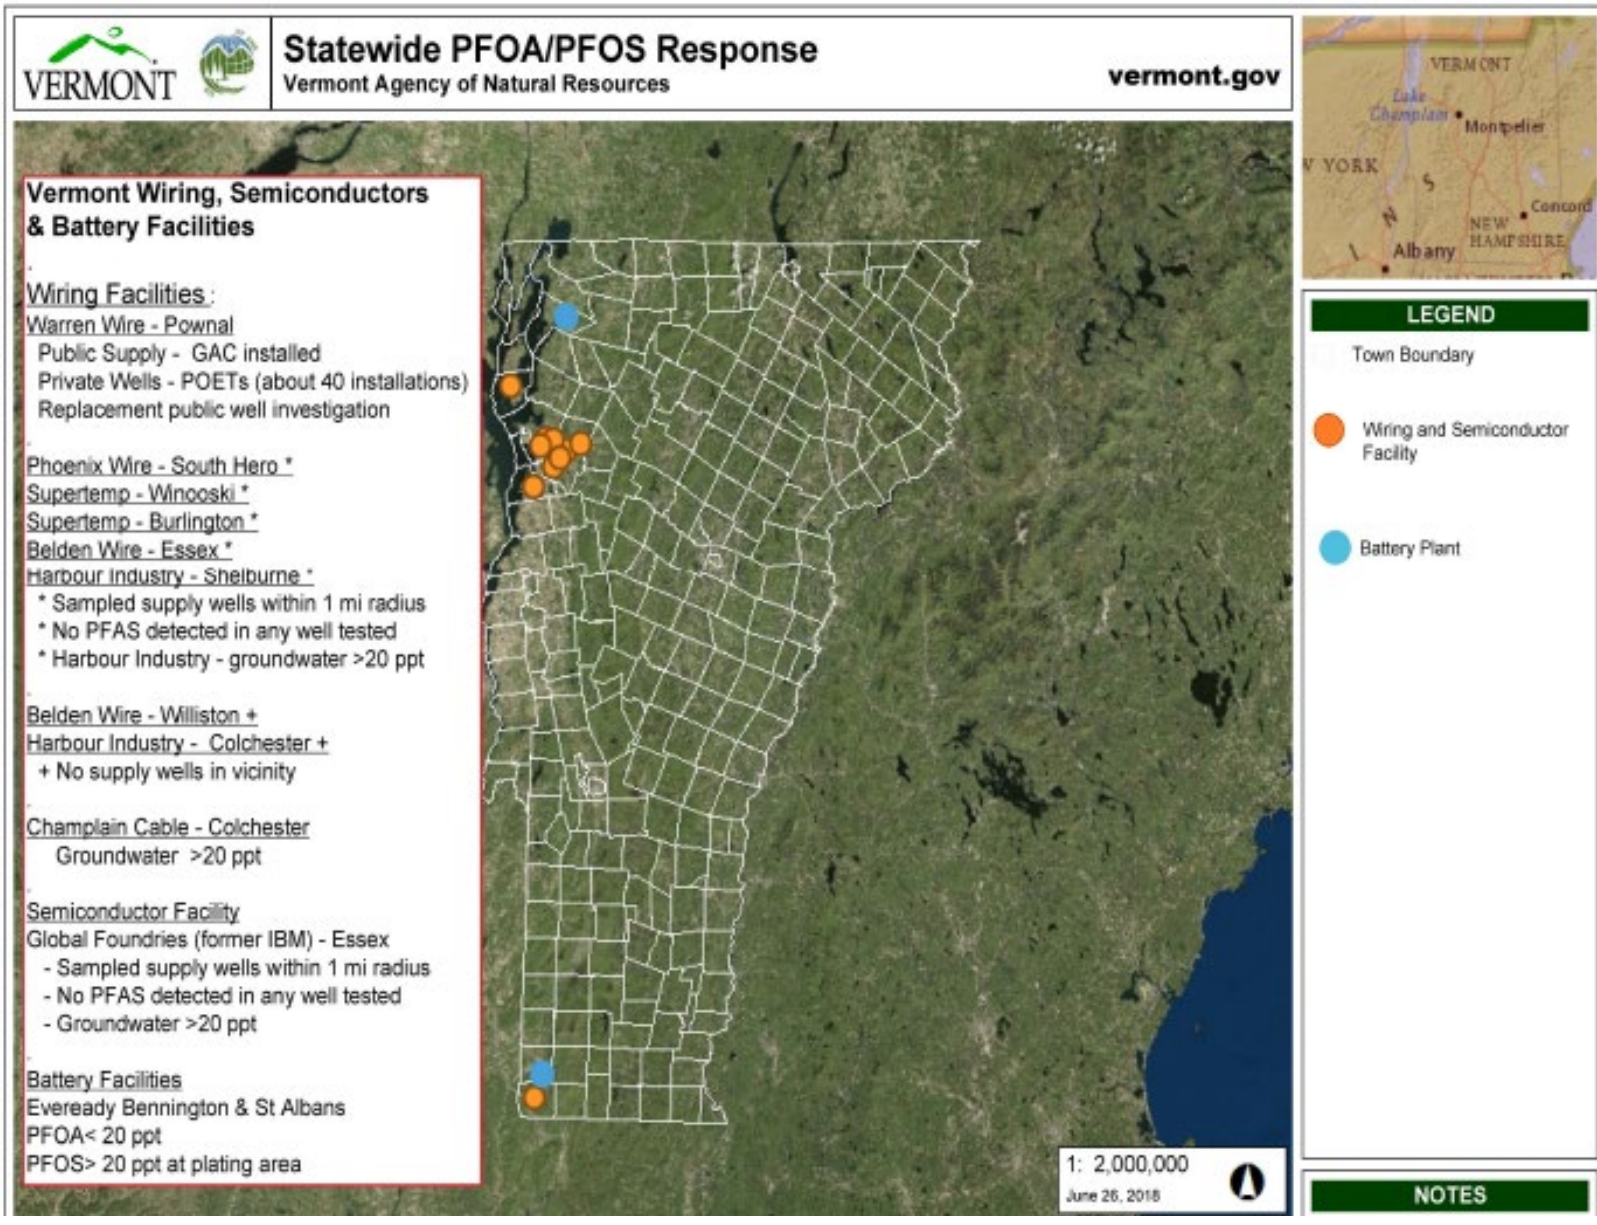 VERMONT
Statewide PFOA/PFOS Response
Vermont Agency of Natural Resources
vermont.gov
Vermont Wiring, Semiconductors
& Battery Facilities
.
Wiring Facilities :
Warren Wire - Pownal
Public Supply - GAC installed
Private Wells - POETs (about 40 installations)
Replacement public well investigation
.
Phoenix Wire - South Hero *
Supertemp - Winooski *
Supertemp - Burlington *
Belden Wire - Essex *
Harbour Industry - Shelburne *
* Sampled supply wells within 1 mi radius
* No PFAS detected in any well tested
* Harbour Industry - groundwater >20 ppt
.
Belden Wire - Williston +
Harbour Industry - Colchester +
+ No supply wells in vicinity
.
Champlain Cable - Colchester
Groundwater >20 ppt
.
Semiconductor Facility
Global Foundries (former IBM) - Essex
- Sampled supply wells within 1 mi radius
- No PFAS detected in any well tested
- Groundwater >20 ppt
.
Battery Facilities
Eveready Bennington & St Albans
PFOA< 20 ppt
PFOS> 20 ppt at plating area
1: 2,000,000
June 26, 2018
VERMONT
Lake
Champlain
Montpelier
W YORK
S
N
I
Concord
NEW
HAMPSHIRE
Albany
LEGEND
Town Boundary
Wiring and Semiconductor
Facility
Battery Plant
NOTES